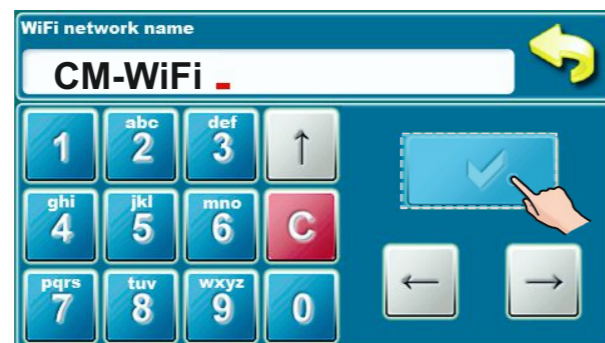 WiFi network name
CM-WiFi
1
abc
2
def
3
↑
ghi
4
jkl
5
mno
6
C
pqrs
7
tuv
8
wxyz
9
0
← →